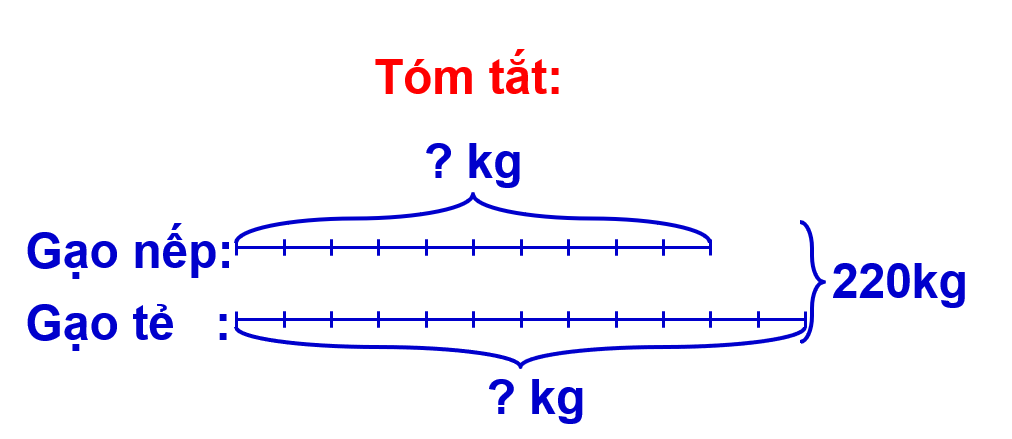 Tóm tắt:
? kg
Gạo nếp:
220kg
Gạo tẻ :
? kg